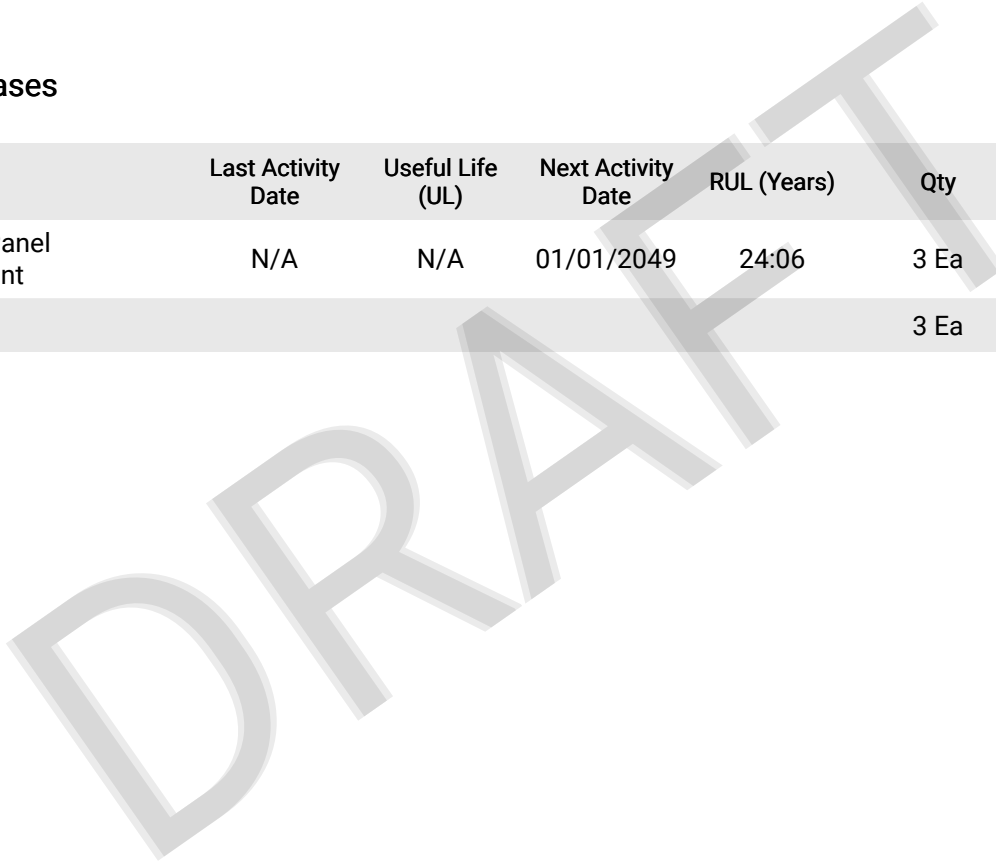 ases
Last Activity Date Useful Life (UL) Next Activity Date RUL (Years) Qty
anel
nt N/A N/A 01/01/2049 24:06 3 Ea
3 Ea
DRAFT